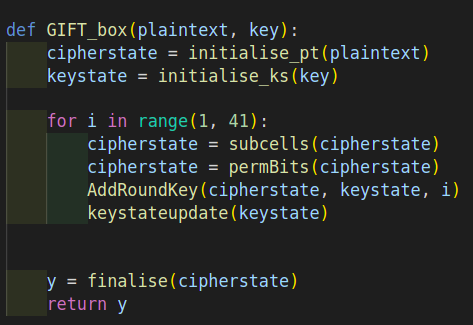 def GIFT_box(plaintext, key):
    cipherstate = initialise_pt(plaintext)
    keystate = initialise_ks(key)
    for i in range(1, 41):
        cipherstate = subcells(cipherstate)
        cipherstate = permBits(cipherstate)
        AddRoundKey(cipherstate, keystate, i)
        keystateupdate(keystate)
    y = finalise(cipherstate)
    return y